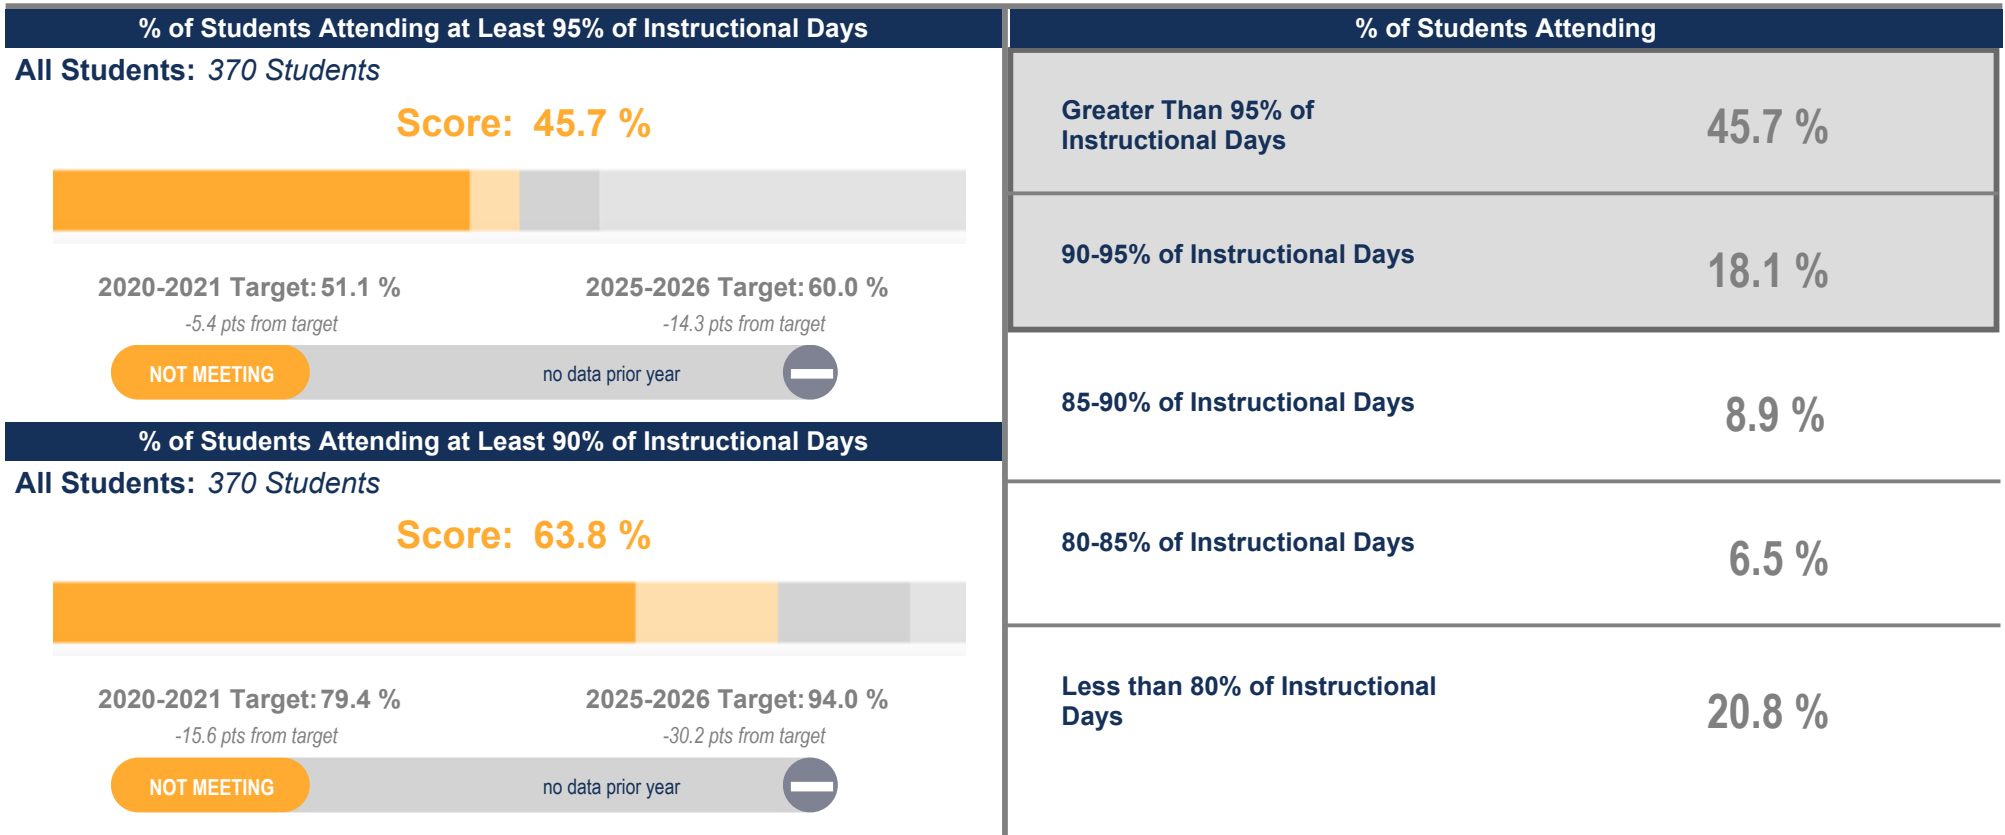 % of Students Attending at Least 95% of Instructional Days
All Students: 370 Students
Score: 45.7 %
2020-2021 Target: 51.1 %
-5.4 pts from target
2025-2026 Target: 60.0 %
-14.3 pts from target
NOT MEETING
no data prior year
% of Students Attending at Least 90% of Instructional Days
All Students: 370 Students
Score: 63.8 %
2020-2021 Target: 79.4 %
-15.6 pts from target
2025-2026 Target: 94.0 %
-30.2 pts from target
NOT MEETING
no data prior year
% of Students Attending
Greater Than 95% of
Instructional Days
45.7 %
90-95% of Instructional Days
18.1 %
85-90% of Instructional Days
8.9 %
80-85% of Instructional Days
6.5 %
Less than 80% of Instructional
Days
20.8 %